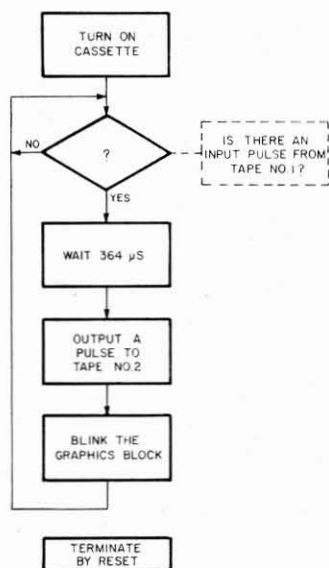 TURN ON
CASSETTE
NO
?
IS THERE AN
INPUT PULSE FROM
TAPE NO.1?
YES
WAIT 364 µS
OUTPUT A
PULSE TO
TAPE NO.2
BLINK THE
GRAPHICS BLOCK
TERMINATE
BY RESET